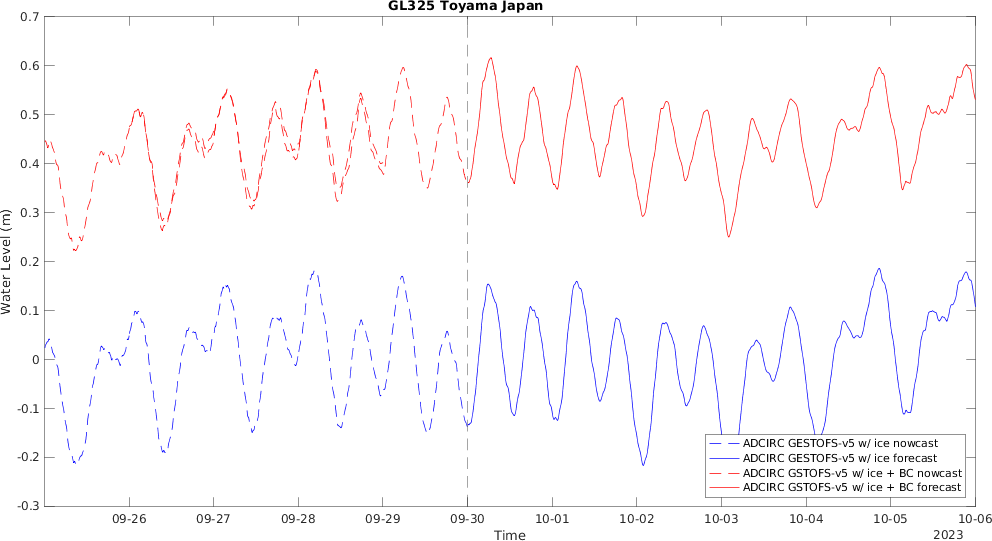 GL325 Toyama Japan
0.7
0.6
0.5
0.4
0.3
0.2
0.1
0
-0.1
-0.2
-0.3
Water Level (m)
ADCIRC GESTOFS-v5 w/ ice nowcast
ADCIRC GESTOFS-v5 w/ ice forecast
ADCIRC GSTOFS-v5 w/ ice + BC nowcast
ADCIRC GSTOFS-v5 w/ ice + BC forecast
09-26 09-27 09-28 09-29 09-30 10-01 10-02 10-03 10-04 10-05 10-06
Time
2023